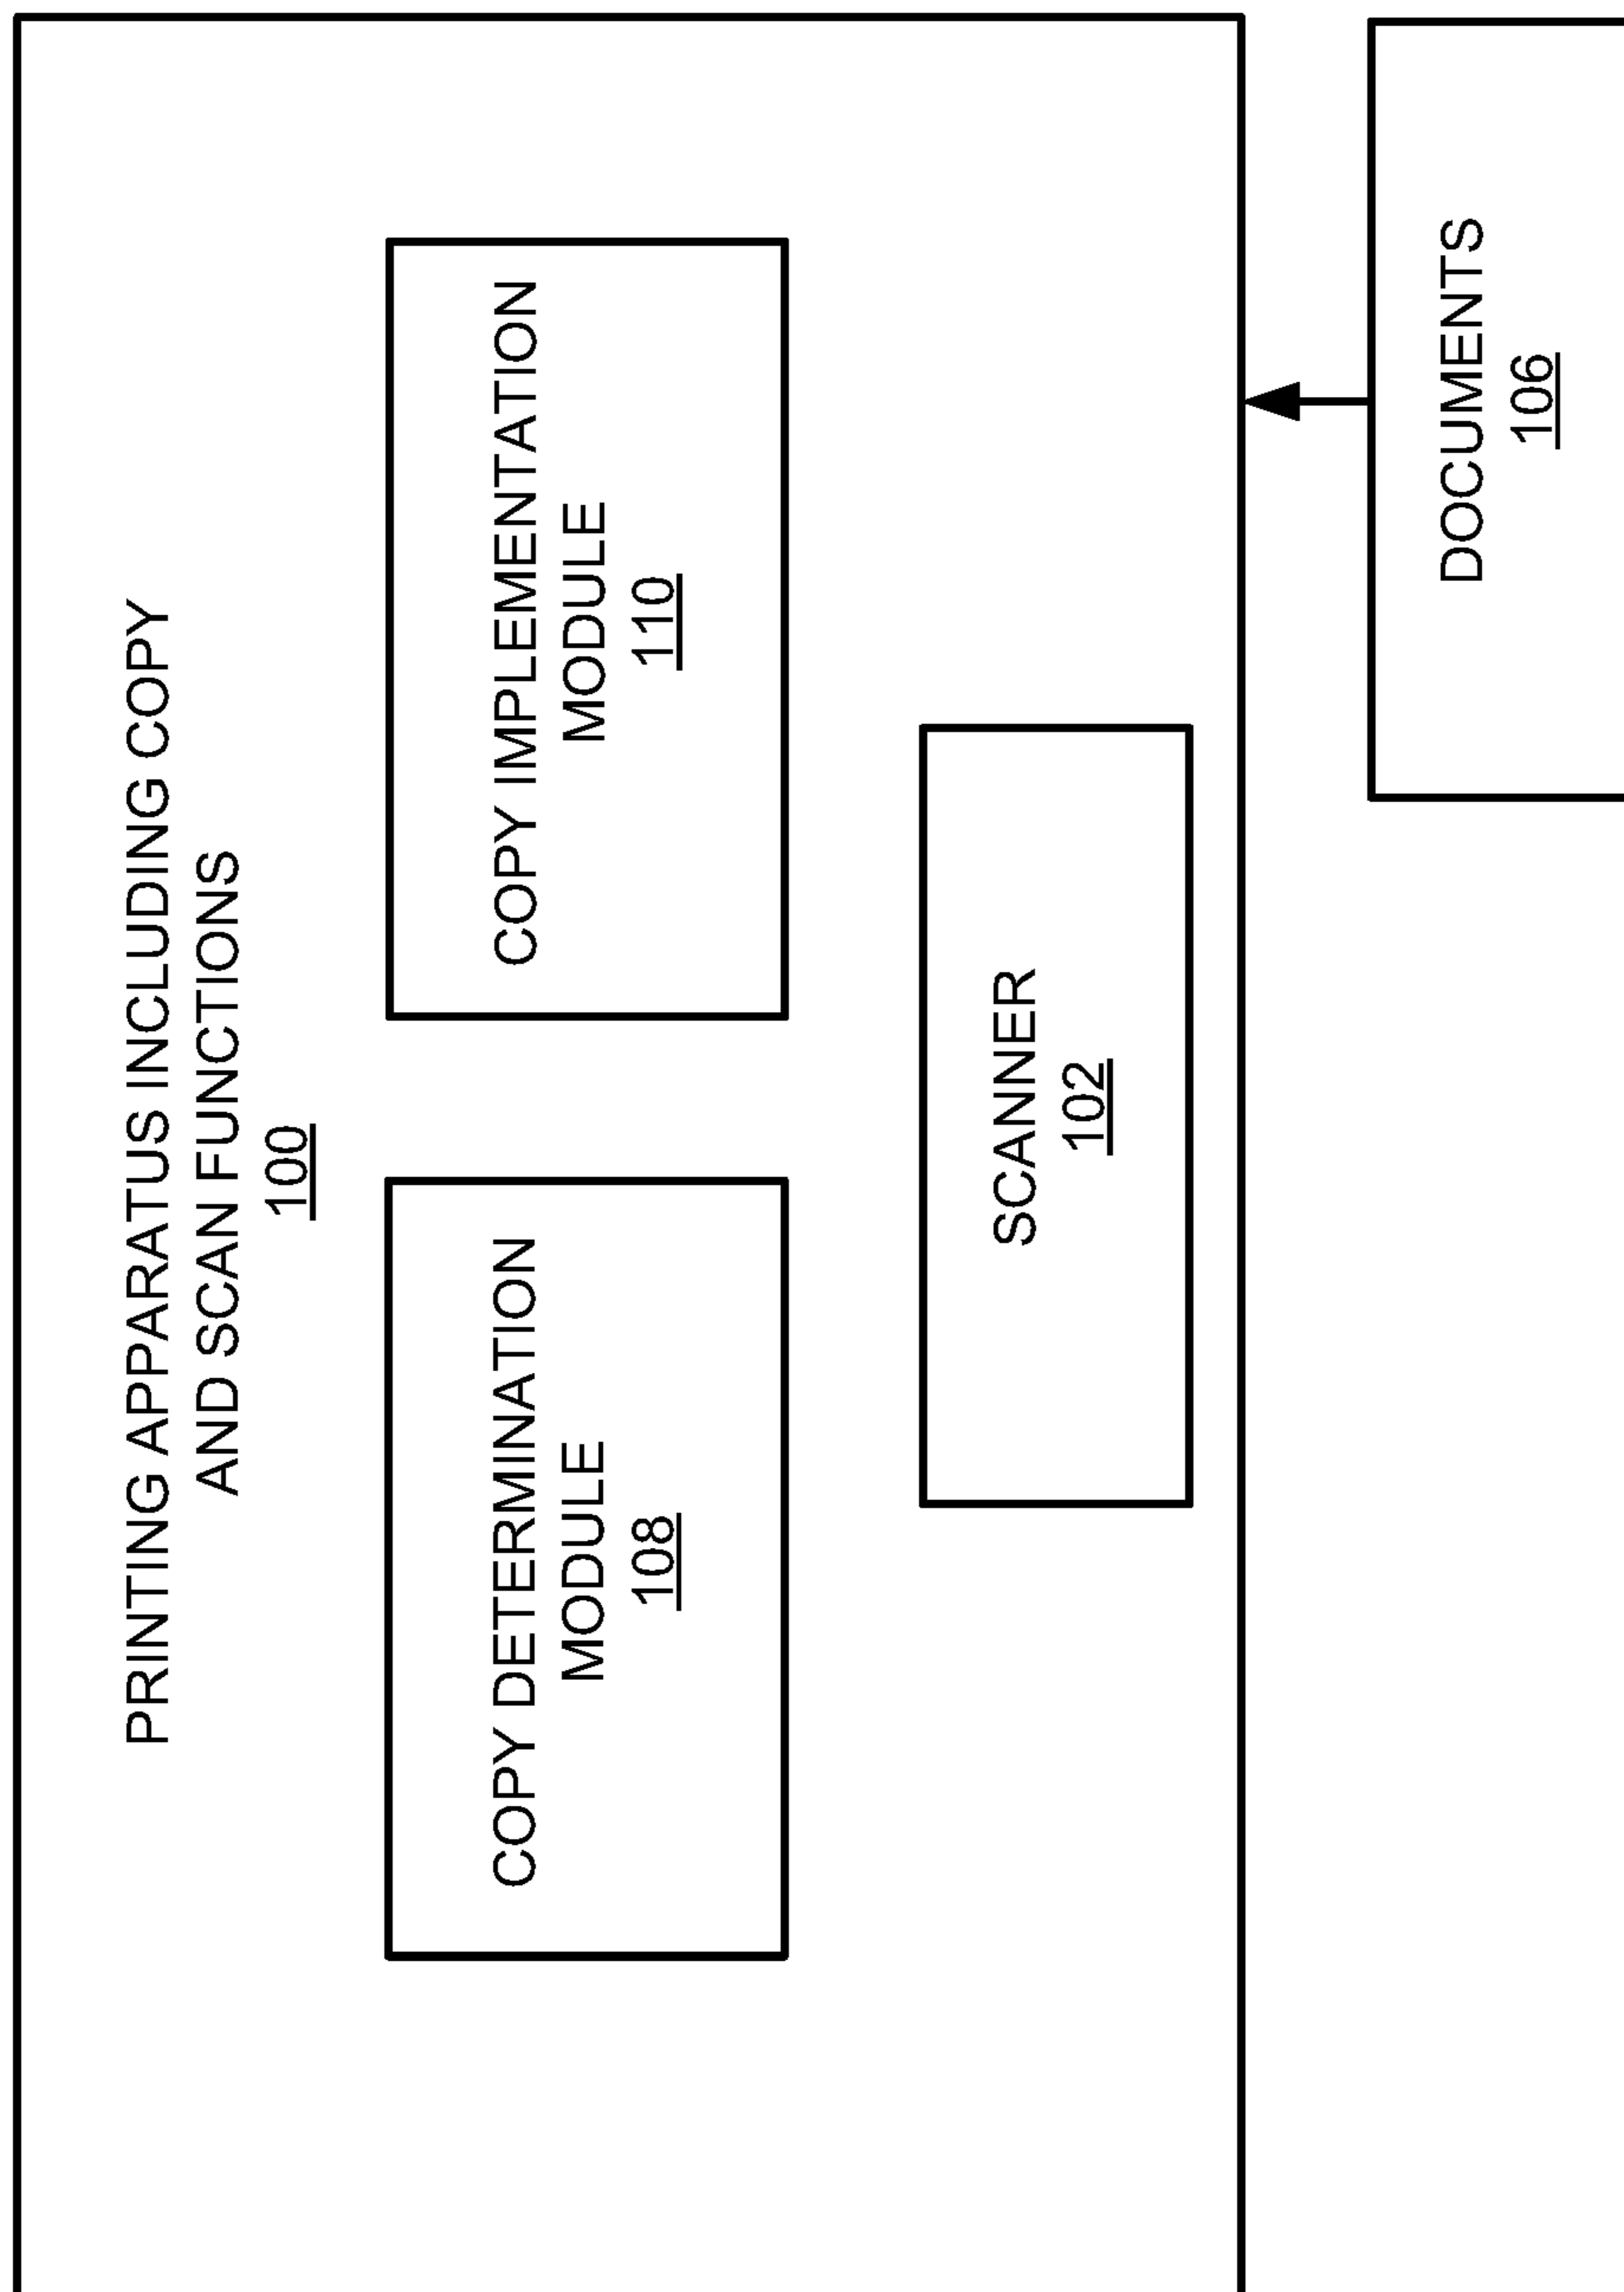 PRINTING APPARATUS INCLUDING COPY
AND SCAN FUNCTIONS
100
COPY DETERMINATION
MODULE
108
COPY IMPLEMENTATION
MODULE
110
SCANNER
102
DOCUMENTS
106